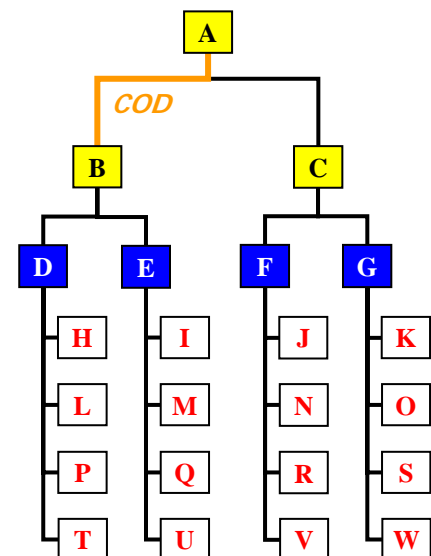 A
COD
B C
D E F G
H I J K
L M N O
P Q R S
T U V W